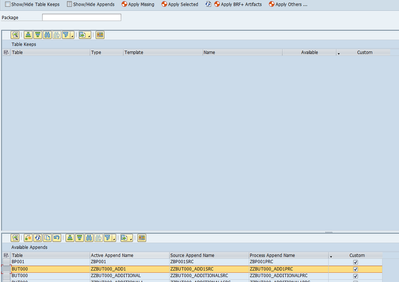 Show/Hide Table Keeps Show/Hide Appends Apply Missing Apply Selected Apply BRF+ Artifacts Apply Others ...
Package
Table Keeps
Table Type Template Name Available Custom
Available Appends
Table Active Append Name Source Append Name Process Append Name Custom
BP001 ZBP001 ZBP001SRC ZBP001PRC
BUT000 ZZBUT000_ADD1 ZZBUT000_ADD1SRC ZZBUT000_ADD1PRC
BUT000 ZZBUT000_ADDITIONAL ZZBUT000_ADDITIONALSRC ZZBUT000_ADDITIONALPRC